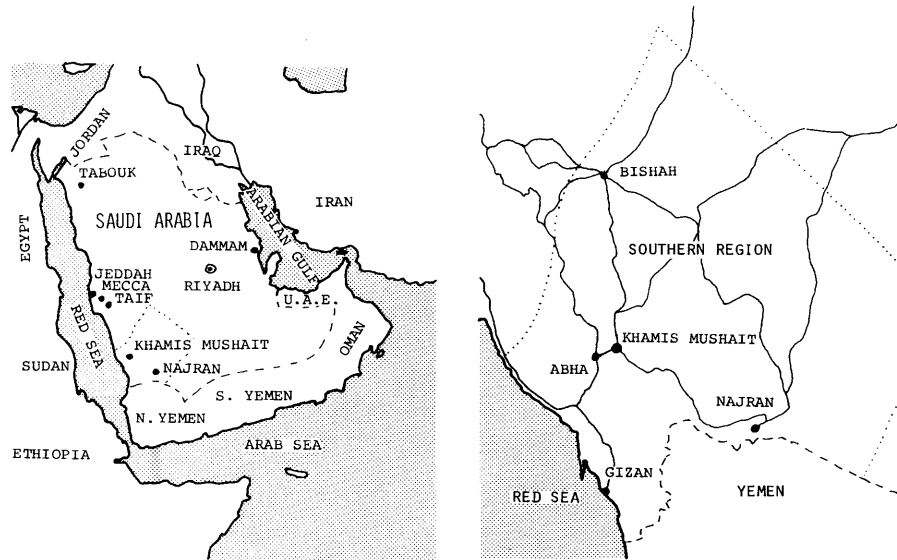 JORDAN
IRAQ
TABOUK
IRAN
EGYPT
SAUDI ARABIA
ARABIAN GULF
DAMMAM
JEDDAH
MECCA
TAIF
RIYADH
U.A.E.
RED SEA
OMAN
KHAMIS MUSHAIT
SUDAN
NAJRAN
S. YEMEN
N. YEMEN
ETHIOPIA
ARAB SEA
BISHAH
SOUTHERN REGION
KHAMIS MUSHAIT
ABHA
NAJRAN
GIZAN
RED SEA
YEMEN